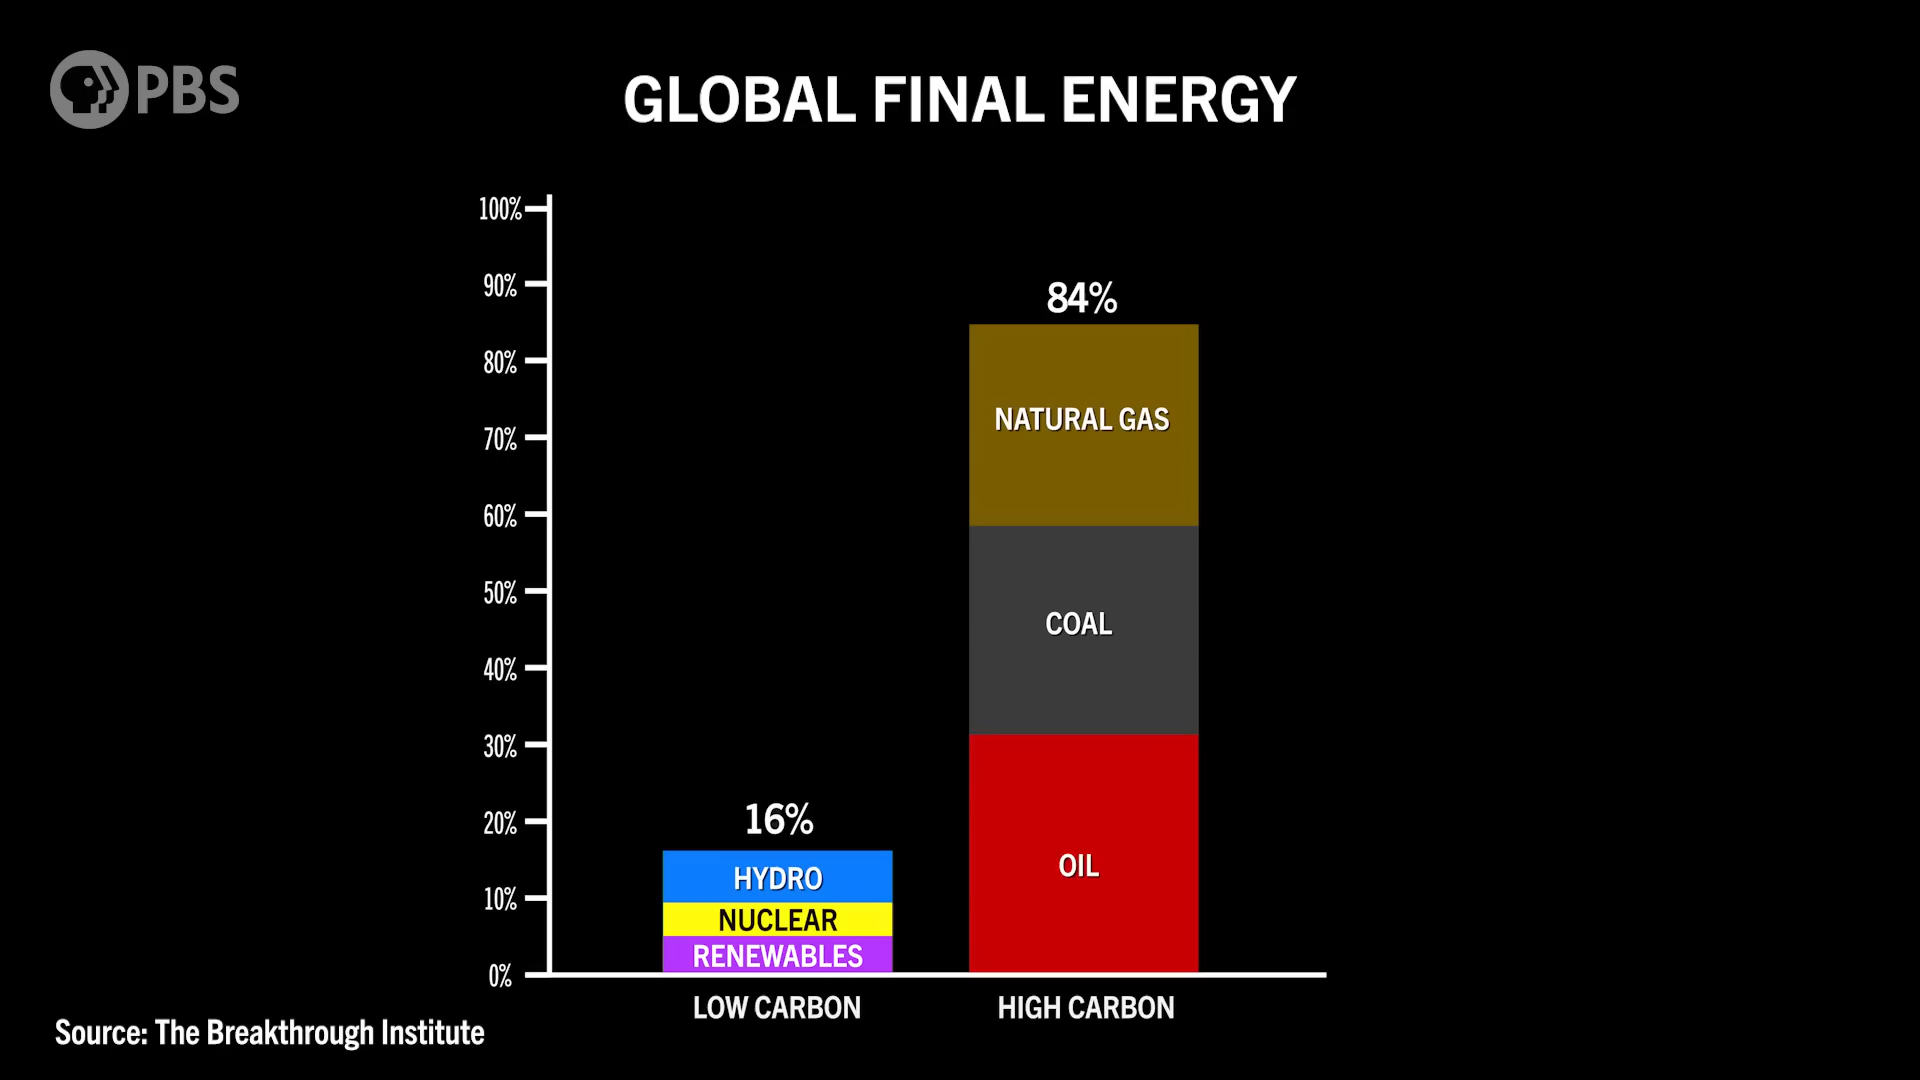 PBS
GLOBAL FINAL ENERGY
100%
90%
80%
70%
60%
50%
40%
30%
20%
10%
0%
84%
NATURAL GAS
COAL
OIL
16%
HYDRO
NUCLEAR
RENEWABLES
LOW CARBON
HIGH CARBON
Source: The Breakthrough Institute